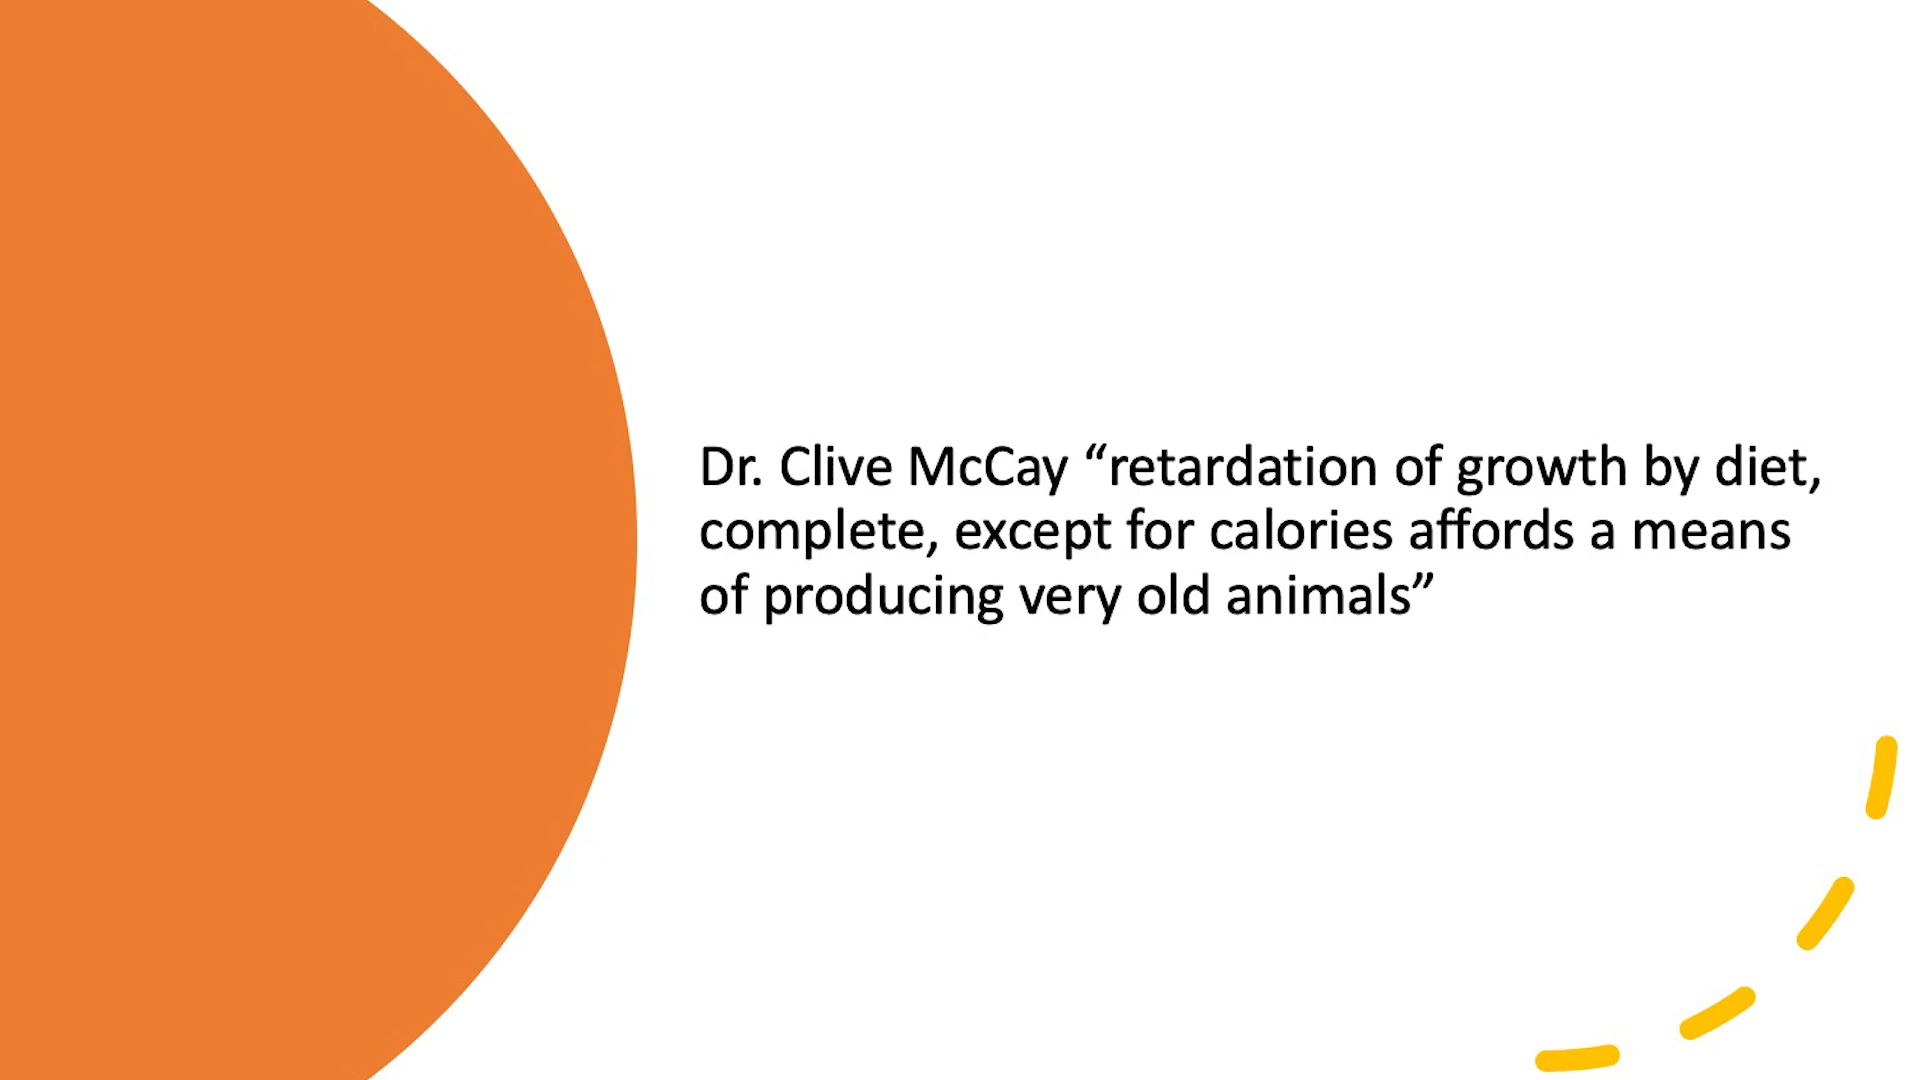 Dr. Clive McCay “retardation of growth by diet,
complete, except for calories affords a means
of producing very old animals”